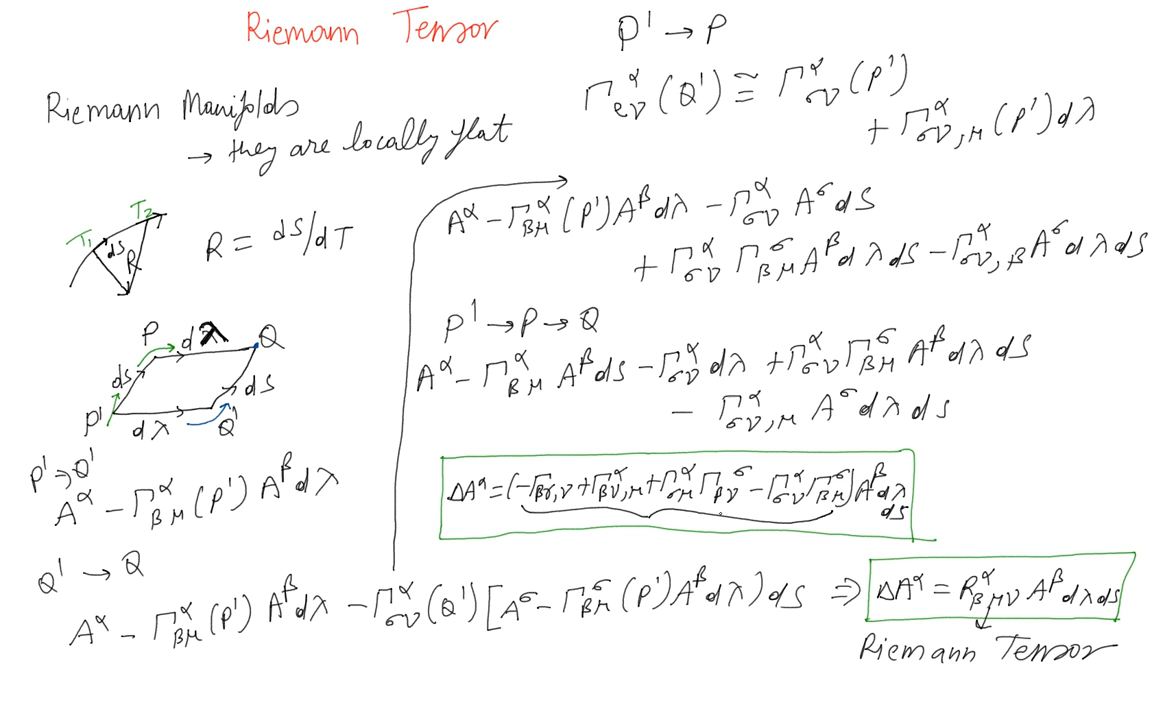 Riemann Tensor
Riemann Manifolds
→ they are locally flat
T₁ dS T₂ R
R = dS/dT
P dλ Q
dS dS
P' dλ Q'
P' → Q'
A^α - Γ^α_βμ (P') A^β dλ
Q' → Q
A^α - Γ^α_βμ (P') A^β dλ - Γ^α_σν (Q') [A^σ - Γ^σ_βμ (P') A^β dλ) dS
P' → P
Γ^α_eν (Q') ≅ Γ^α_σν (P')
+ Γ^α_σν,μ (P') dλ
A^α - Γ^α_βμ (P') A^β dλ - Γ^α_σν A^σ dS
+ Γ^α_σν Γ^σ_βμ A^β dλ dS - Γ^α_σν,β A^σ dλ dS
P' → P → Q
A^α - Γ^α_βμ A^β dS - Γ^α_σν dλ + Γ^α_σν Γ^σ_βμ A^β dλ dS
- Γ^α_σν,μ A^σ dλ dS
ΔA^α = (-Γ_βσ,ν + Γ^α_βν,μ + Γ^α_σμ Γ^σ_βν - Γ^α_σν Γ^σ_βμ) A^β dλ
dS
⇒ ΔA^α = R^α_βμν A^β dλ dS
Riemann Tensor